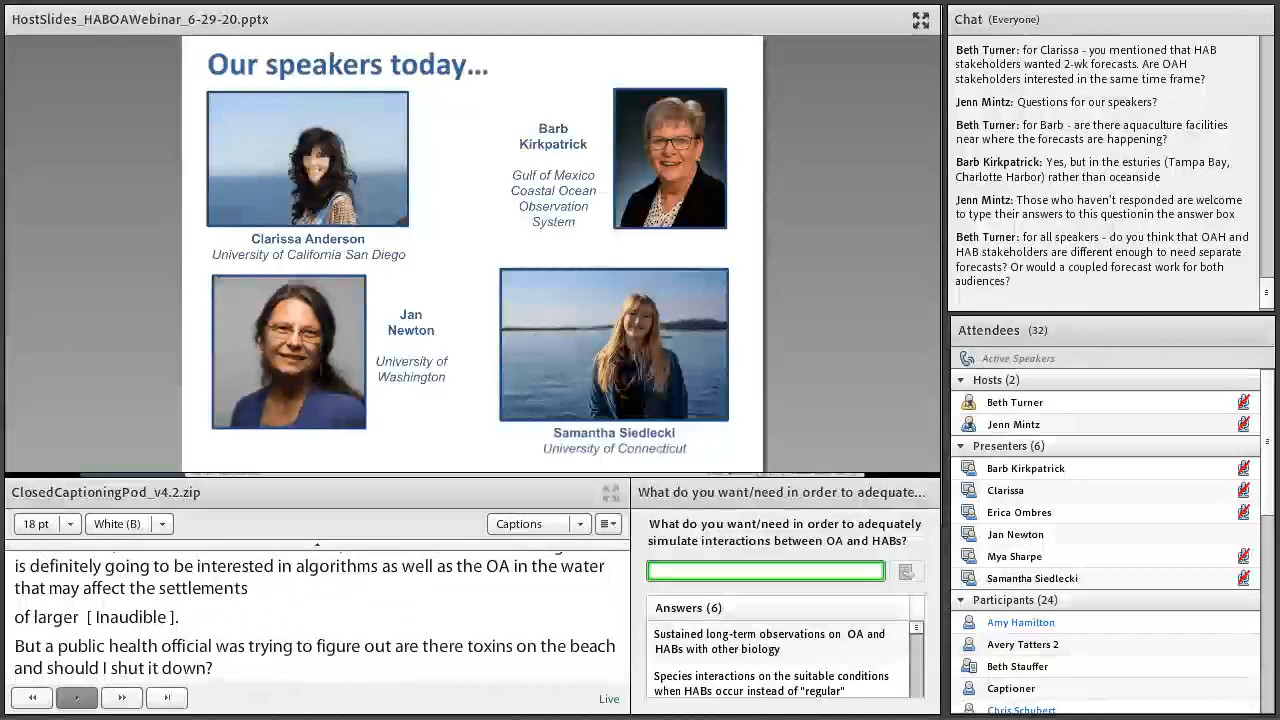 HostSlides_HABOAWebinar_6-29-20.pptx
Our speakers today...
Clarissa Anderson
University of California San Diego
Barb
Kirkpatrick
Gulf of Mexico
Coastal Ocean
Observation
System
Jan
Newton
University of
Washington
Samantha Siedlecki
University of Connecticut
ClosedCaptioningPod_v4.2.zip
18 pt
White (B)
Captions
is definitely going to be interested in algorithms as well as the OA in the water
that may affect the settlements
of larger [ Inaudible ].
But a public health official was trying to figure out are there toxins on the beach
and should I shut it down?
Live
What do you want/need in order to adequate...
What do you want/need in order to adequately
simulate interactions between OA and HABs?
Answers (6)
Sustained long-term observations on OA and
HABs with other biology
Species interactions on the suitable conditions
when HABs occur instead of "regular"
Chat (Everyone)
Beth Turner: for Clarissa - you mentioned that HAB
stakeholders wanted 2-wk forecasts. Are OAH
stakeholders interested in the same time frame?
Jenn Mintz: Questions for our speakers?
Beth Turner: for Barb - are there aquaculture facilities
near where the forecasts are happening?
Barb Kirkpatrick: Yes, but in the esturies (Tampa Bay,
Charlotte Harbor) rather than oceanside
Jenn Mintz: Those who haven't responded are welcome
to type their answers to this questionin the answer box
Beth Turner: for all speakers - do you think that OAH and
HAB stakeholders are different enough to need separate
forecasts? Or would a coupled forecast work for both
audiences?
Attendees (32)
Active Speakers
Hosts (2)
Beth Turner
Jenn Mintz
Presenters (6)
Barb Kirkpatrick
Clarissa
Erica Ombres
Jan Newton
Mya Sharpe
Samantha Siedlecki
Participants (24)
Amy Hamilton
Avery Tatters 2
Beth Stauffer
Captioner
Chris Schubert